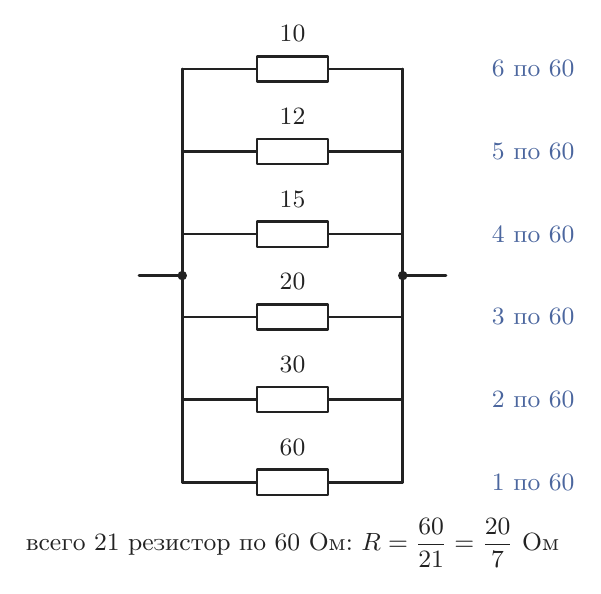 10
6 по 60
12
5 по 60
15
4 по 60
20
3 по 60
30
2 по 60
60
1 по 60
всего 21 резистор по 60 Ом: R = 60/21 = 20/7 Ом